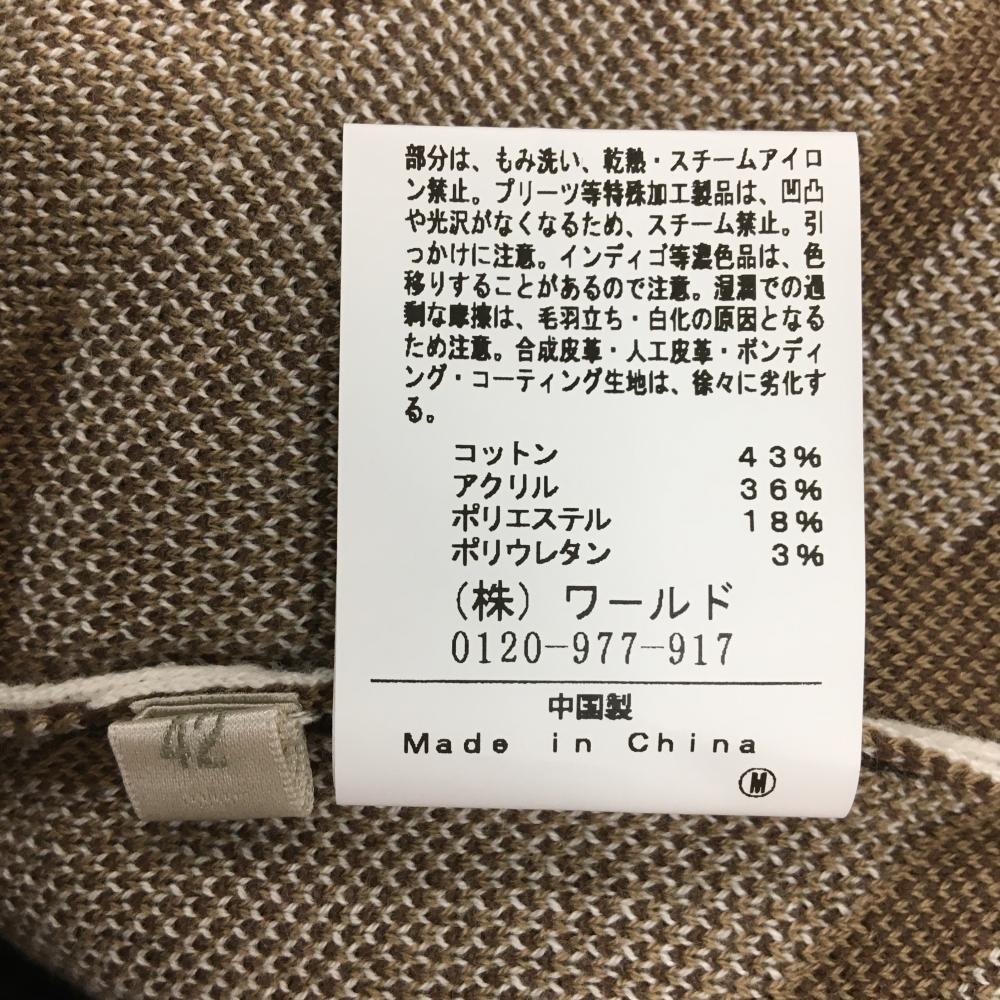 部分は、もみ洗い、乾熱・スチームアイロ
ン禁止。プリーツ等特殊加工製品は、凹凸
や光沢がなくなるため、スチーム禁止。引
っかけに注意。インディゴ等濃色品は、色
移りすることがあるので注意。湿潤での過
剰な摩擦は、毛羽立ち・白化の原因となる
ため注意。合成皮革・人工皮革・ボンディ
ング・コーティング生地は、徐々に劣化す
る。
コットン 43%
アクリル 36%
ポリエステル 18%
ポリウレタン 3%
(株) ワールド
0120-977-917
中国製
Made in China
M
42